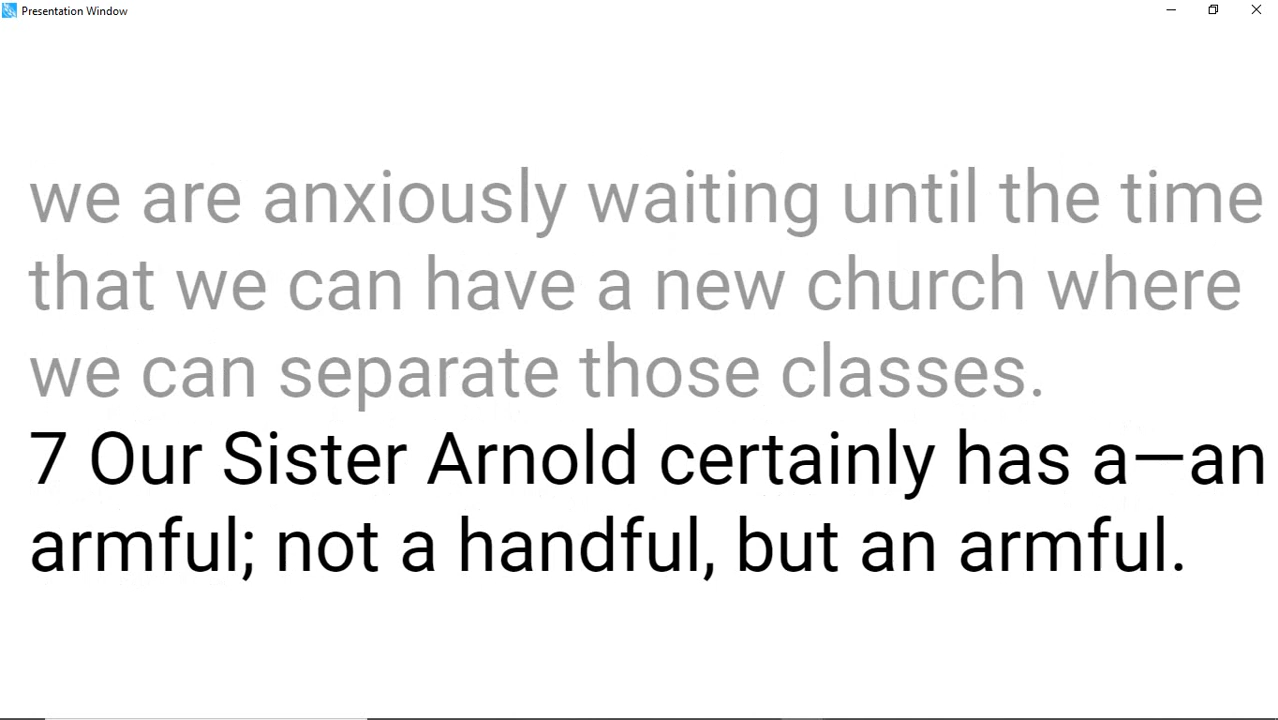 Presentation Window
we are anxiously waiting until the time
that we can have a new church where
we can separate those classes.
7 Our Sister Arnold certainly has a—an
armful; not a handful, but an armful.